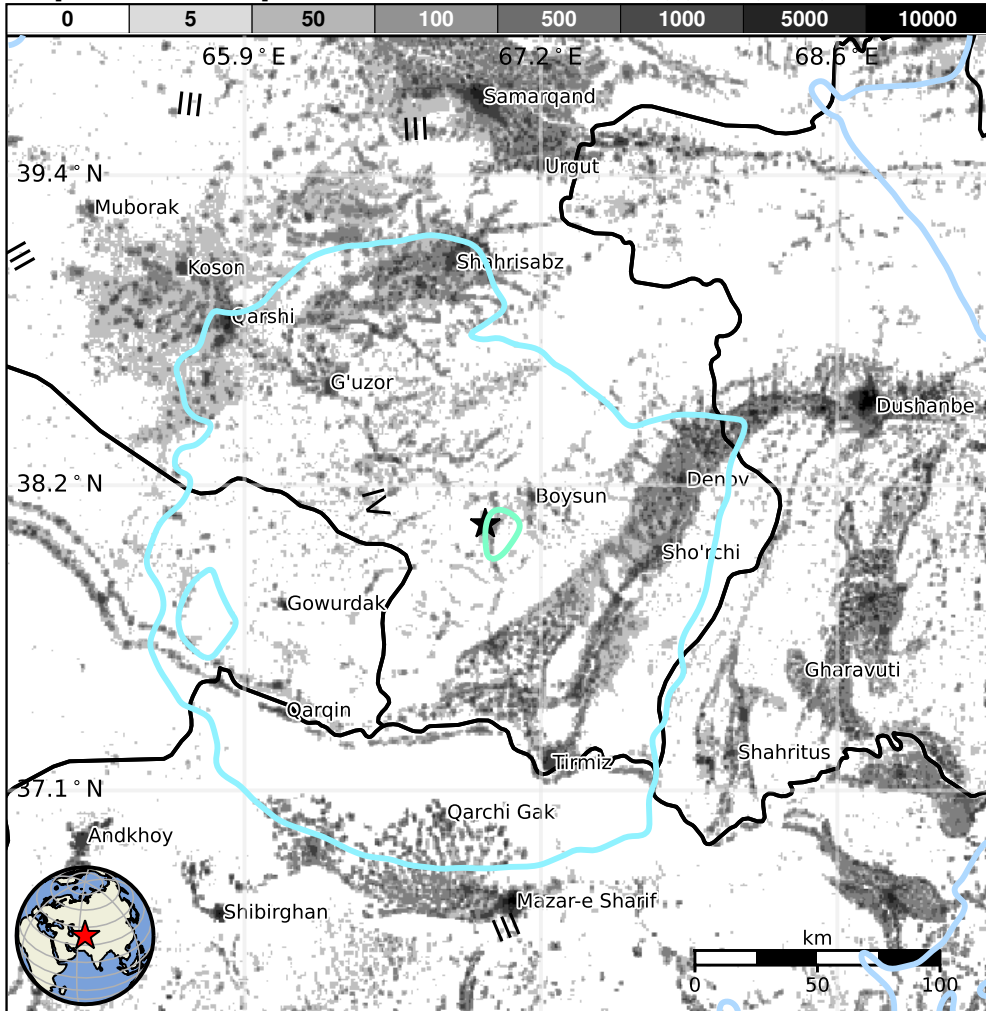 0 5 50 100 500 1000 5000 10000
65.9°E 67.2°E 68.6°E
Samarqand
III
III
Urgut
39.4°N
Muborak
III
Koson
Shahrisabz
Qarshi
G'uzor
Dushanbe
38.2°N
Denov
IV
Boysun
Sho'rchi
Gowurdak
Gharavuti
Qarqin
Shahritus
Tirmiz
37.1°N
Qarchi Gak
Andkhoy
Mazar-e Sharif
Shibirghan
III
km
0 50 100